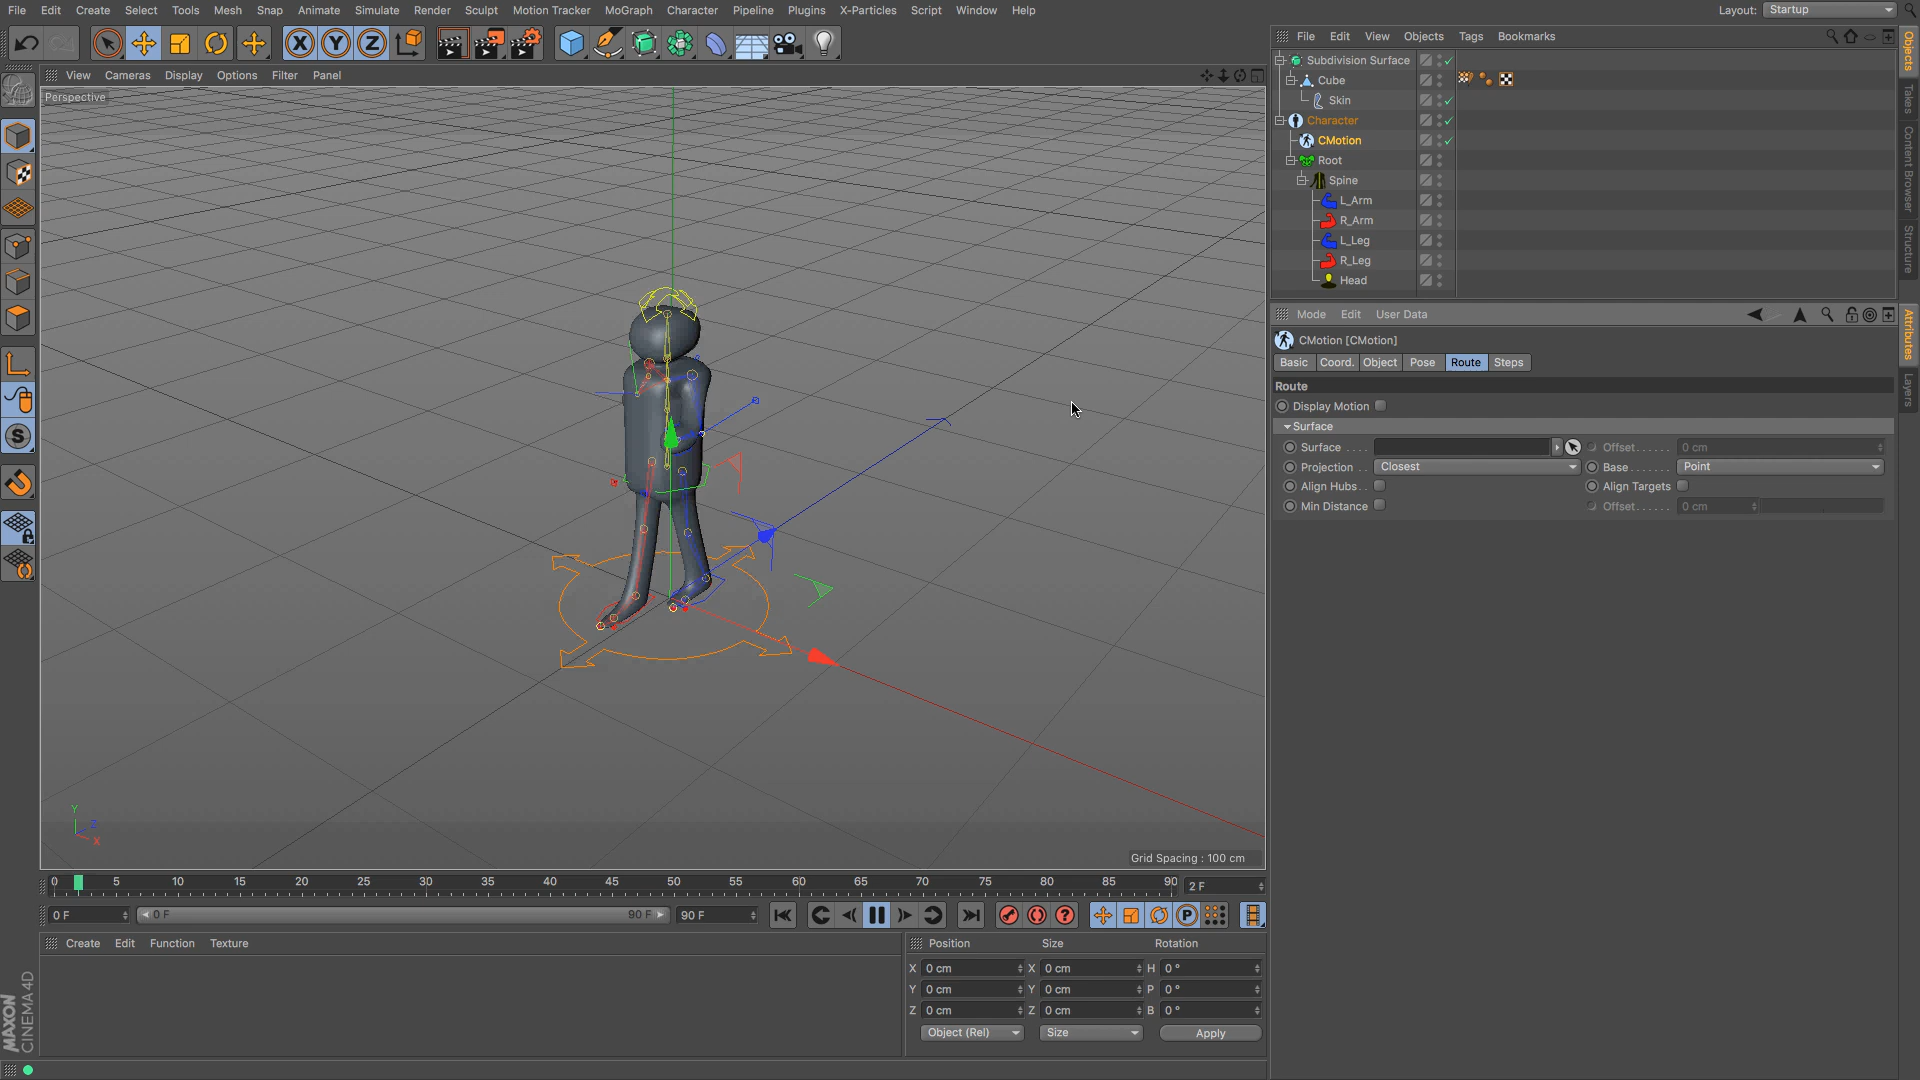 File Edit Create Select Tools Mesh Snap Animate Simulate Render Sculpt Motion Tracker MoGraph Character Pipeline Plugins X-Particles Script Window Help Layout: Startup
File Edit View Objects Tags Bookmarks
View Cameras Display Options Filter Panel
Perspective
Subdivision Surface
Cube
Skin
Character
CMotion
Root
Spine
L_Arm
R_Arm
L_Leg
R_Leg
Head
Objects
Takes
Content Browser
Structure
Attributes
Layers
Mode Edit User Data
CMotion [CMotion]
Basic Coord. Object Pose Route Steps
Route
Display Motion
Surface
Surface . . . . Offset . . . . . . 0 cm
Projection . . Closest Base . . . . . . . Point
Align Hubs . . Align Targets
Min Distance Offset . . . . . . 0 cm
Y
Z
X
Grid Spacing : 100 cm
0 5 10 15 20 25 30 35 40 45 50 55 60 65 70 75 80 85 90 2 F
0 F 0 F 90 F 90 F
Create Edit Function Texture
Position Size Rotation
X 0 cm X 0 cm H 0 °
Y 0 cm Y 0 cm P 0 °
Z 0 cm Z 0 cm B 0 °
Object (Rel) Size Apply
MAXON
CINEMA 4D